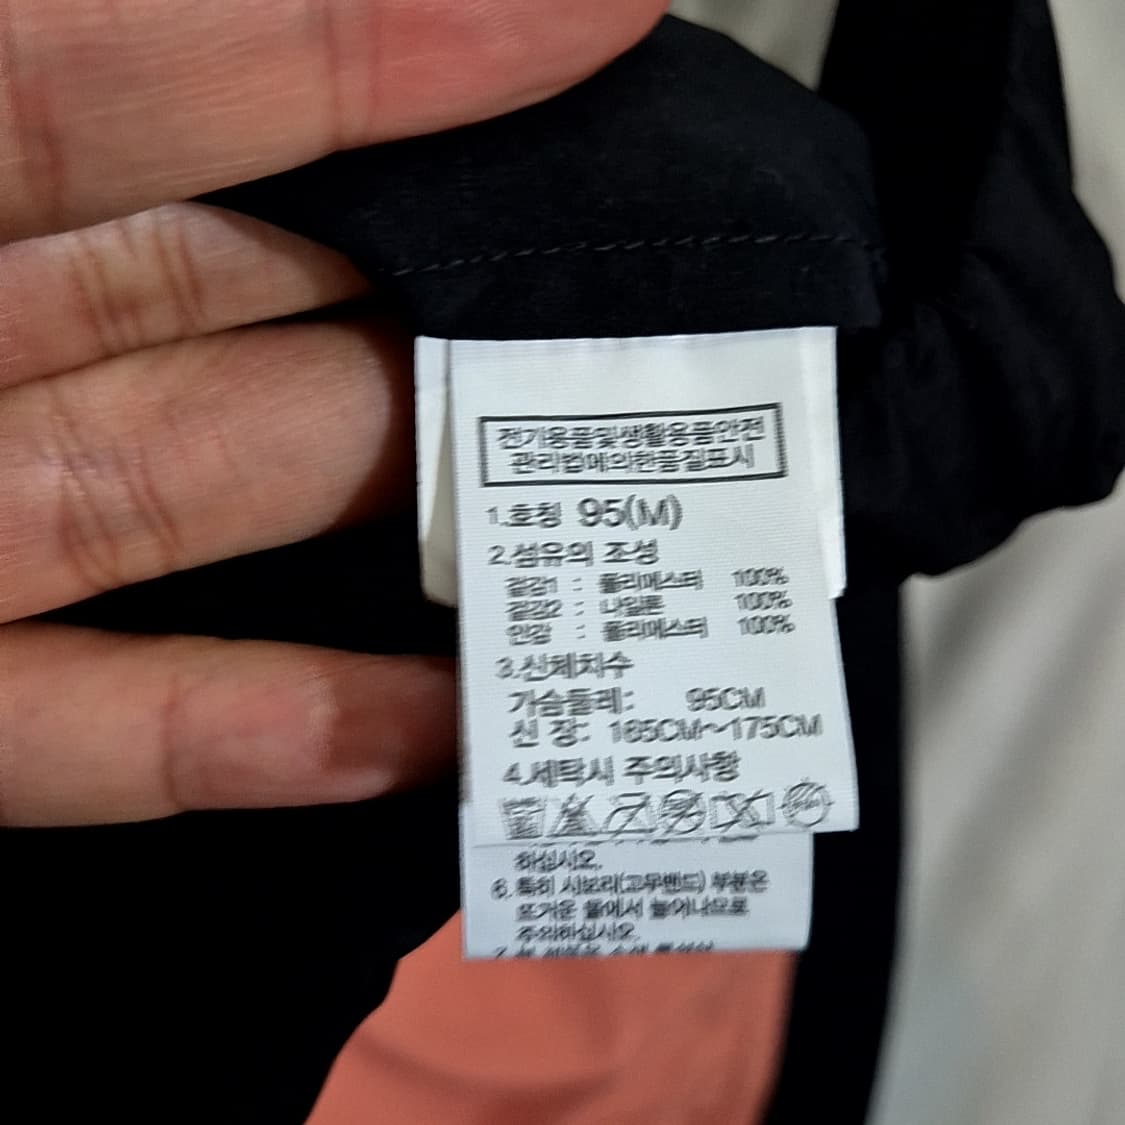 전기용품및생활용품안전
관리법에의한품질표시
1.호칭 95(M)
2.섬유의 조성
겉감1 : 폴리에스터 100%
겉감2 : 나일론 100%
안감 : 폴리에스터 100%
3.신체치수
가슴둘레: 95CM
신 장: 165CM~175CM
4.세탁시 주의사항
하십시오.
6.특히 시보리(고무밴드) 부분은
뜨거운 물에서 늘어나므로
주의하십시오.